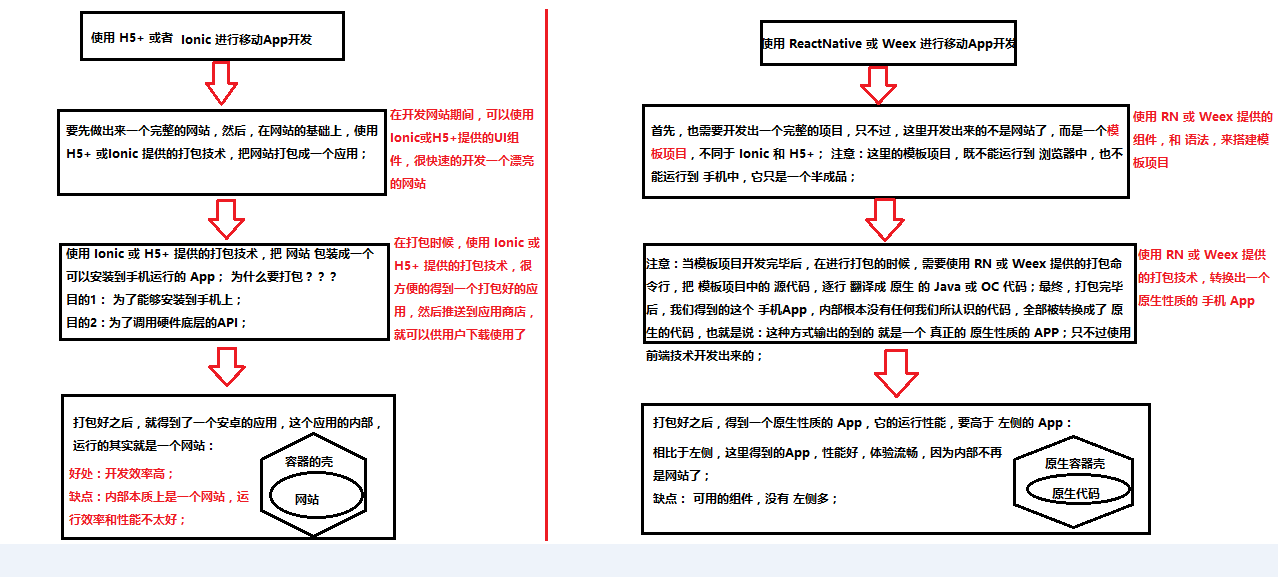 使用 H5+ 或者 Ionic 进行移动App开发
要先做出来一个完整的网站，然后，在网站的基础上，使用
H5+ 或Ionic 提供的打包技术，把网站打包成一个应用；
在开发网站期间，可以使用
Ionic或H5+提供的UI组
件，很快速的开发一个漂亮
的网站
使用 Ionic 或 H5+ 提供的打包技术，把 网站 包装成一个
可以安装到手机运行的 App； 为什么要打包？？？
目的1： 为了能够安装到手机上；
目的2：为了调用硬件底层的API；
在打包时候，使用 Ionic 或
H5+ 提供的打包技术，很
方便的得到一个打包好的应
用，然后推送到应用商店，
就可以供用户下载使用了
打包好之后，就得到了一个安卓的应用，这个应用的内部，
运行的其实就是一个网站：
好处：开发效率高；
缺点：内部本质上是一个网站，运
行效率和性能不太好；
容器的壳
网站
使用 ReactNative 或 Weex 进行移动App开发
首先，也需要开发出一个完整的项目，只不过，这里开发出来的不是网站了，而是一个模
板项目，不同于 Ionic 和 H5+； 注意：这里的模板项目，既不能运行到 浏览器中，也不
能运行到 手机中，它只是一个半成品；
使用 RN 或 Weex 提供的
组件，和 语法，来搭建模
板项目
注意：当模板项目开发完毕后，在进行打包的时候，需要使用 RN 或 Weex 提供的打包命
令行，把 模板项目中的 源代码，逐行 翻译成 原生 的 Java 或 OC 代码；最终，打包完毕
后，我们得到的这个 手机App，内部根本没有任何我们所认识的代码，全部被转换成了 原
生的代码，也就是说：这种方式输出的到的 就是一个 真正的 原生性质的 APP；只不过使用
前端技术开发出来的；
使用 RN 或 Weex 提供
的打包技术，转换出一个
原生性质的 手机 App
打包好之后，得到一个原生性质的 App，它的运行性能，要高于 左侧的 App：
相比于左侧，这里得到的App，性能好，体验流畅，因为内部不再
是网站了；
缺点： 可用的组件，没有 左侧多；
原生容器壳
原生代码